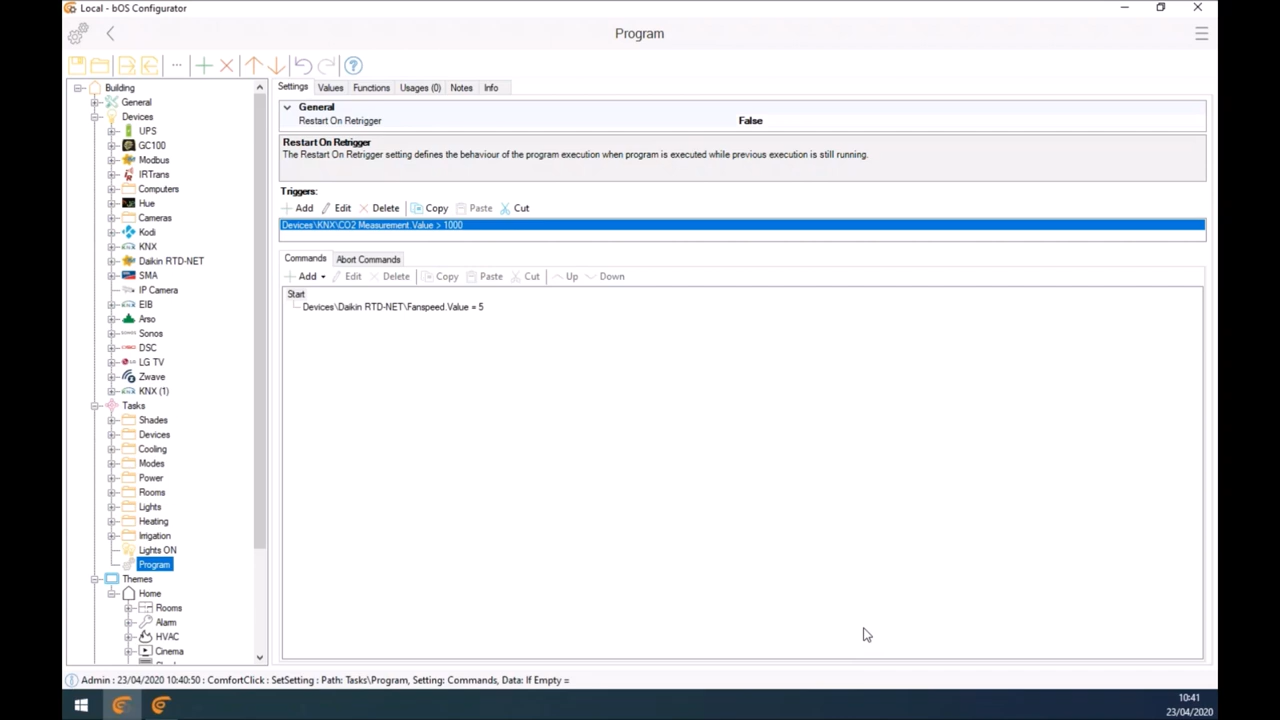 Local - bOS Configurator
Program
Building
General
Devices
UPS
GC100
Modbus
IRTrans
Computers
Hue
Cameras
Kodi
KNX
Daikin RTD-NET
SMA
IP Camera
EIB
Arso
Sonos
DSC
LG TV
Zwave
KNX (1)
Tasks
Shades
Devices
Cooling
Modes
Power
Rooms
Lights
Heating
Irrigation
Lights ON
Program
Themes
Home
Rooms
Alarm
HVAC
Cinema
Settings Values Functions Usages (0) Notes Info
General
Restart On Retrigger False
Restart On Retrigger
The Restart On Retrigger setting defines the behaviour of the program execution when program is executed while previous execution is still running.
Triggers:
Add Edit Delete Copy Paste Cut
Devices\KNX\CO2 Measurement.Value > 1000
Commands Abort Commands
Add Edit Delete Copy Paste Cut Up Down
Start
Devices\Daikin RTD-NET\Fanspeed.Value = 5
Admin : 23/04/2020 10:40:50 : ComfortClick : SetSetting : Path: Tasks\Program, Setting: Commands, Data: If Empty =
10:41
23/04/2020